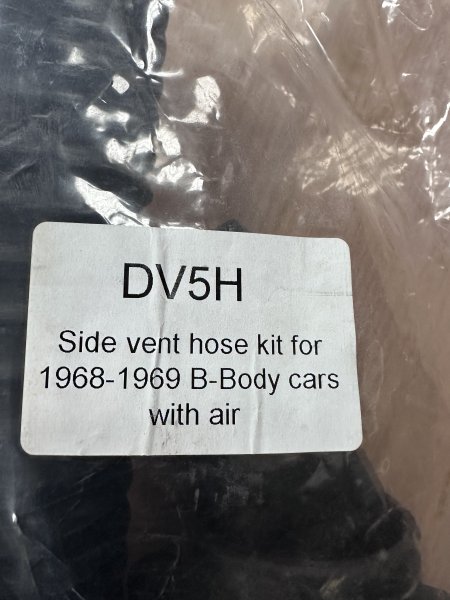 DV5H
Side vent hose kit for
1968-1969 B-Body cars
with air